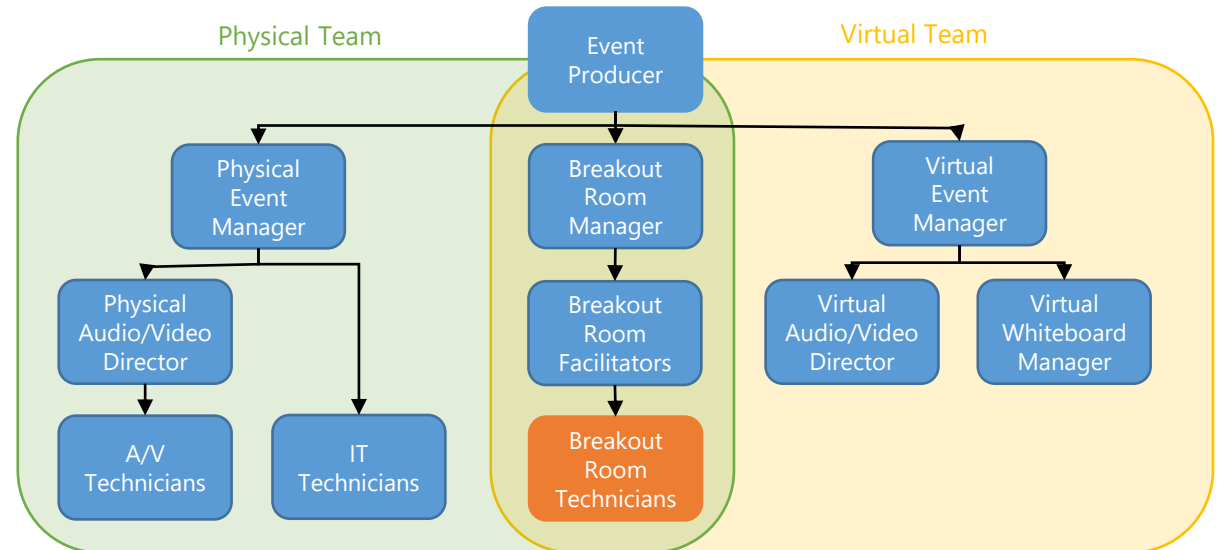 Physical Team
Virtual Team
Event
Producer
Physical
Event
Manager
Breakout
Room
Manager
Virtual
Event
Manager
Physical
Audio/Video
Director
Breakout
Room
Facilitators
Virtual
Audio/Video
Director
Virtual
Whiteboard
Manager
A/V
Technicians
IT
Technicians
Breakout
Room
Technicians